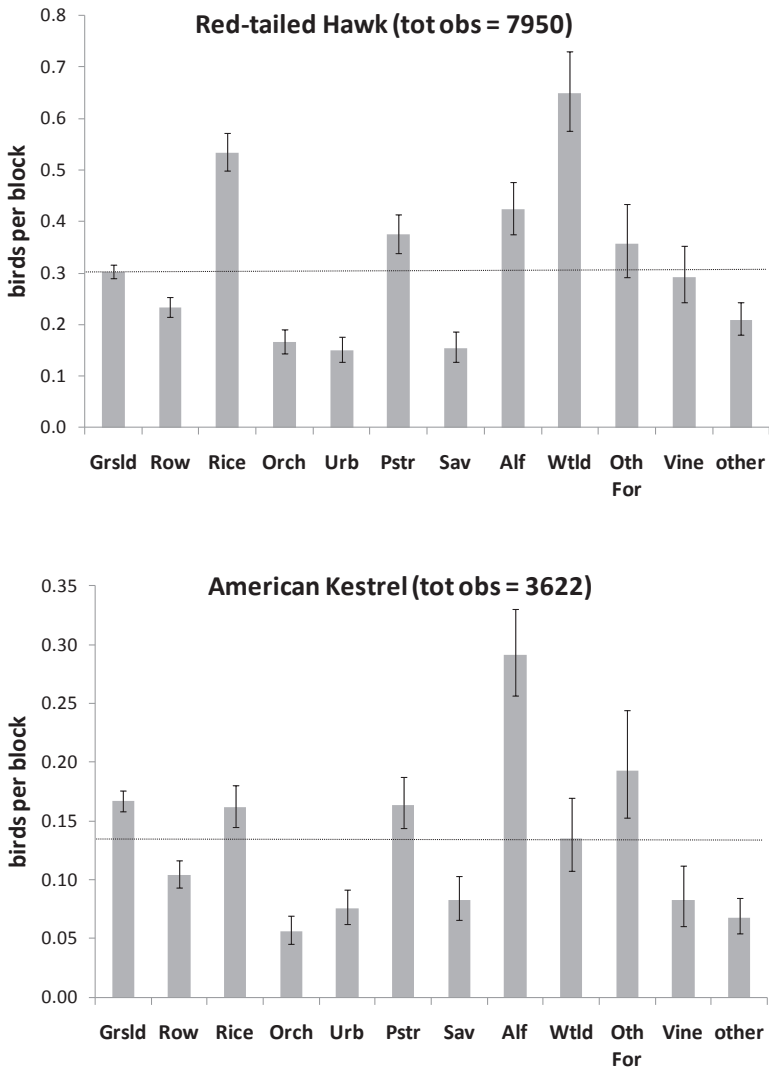 Red-tailed Hawk (tot obs = 7950)
0.8
0.7
0.6
0.5
0.4
0.3
0.2
0.1
0.0
birds per block
Grsld Row Rice Orch Urb Pstr Sav Alf Wtld Oth For Vine other
American Kestrel (tot obs = 3622)
0.35
0.30
0.25
0.20
0.15
0.10
0.05
0.00
birds per block
Grsld Row Rice Orch Urb Pstr Sav Alf Wtld Oth For Vine other